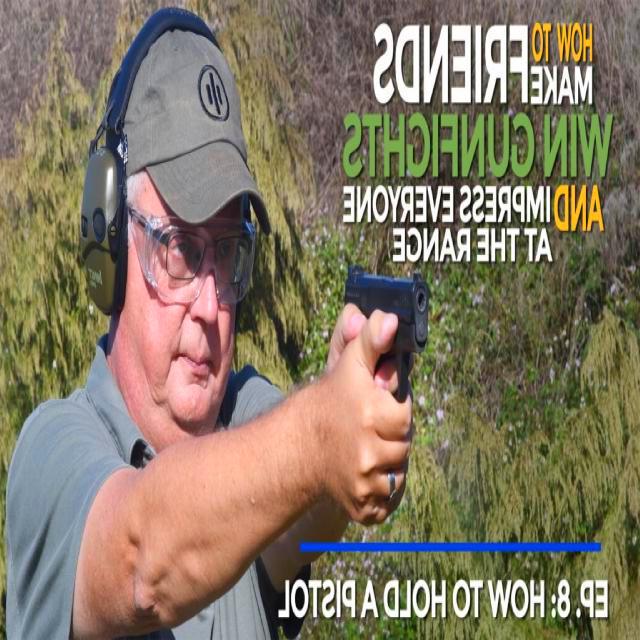 HOW TO
MAKE FRIENDS
WIN GUNFIGHTS
AND IMPRESS EVERYONE
AT THE RANGE
EP. 8: HOW TO HOLD A PISTOL